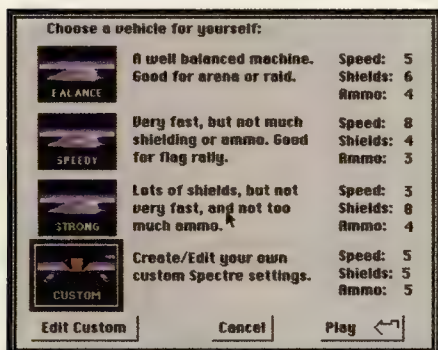 Choose a vehicle for yourself:
BALANCE
A well balanced machine.
Good for arena or raid.
Speed: 5
Shields: 6
Ammo: 4
SPEEDY
Very fast, but not much
shielding or ammo. Good
for flag rally.
Speed: 8
Shields: 4
Ammo: 3
STRONG
Lots of shields, but not
very fast, and not too
much ammo.
Speed: 3
Shields: 8
Ammo: 4
CUSTOM
Create/Edit your own
custom Spectre settings.
Speed: 5
Shields: 5
Ammo: 5
Edit Custom
Cancel
Play